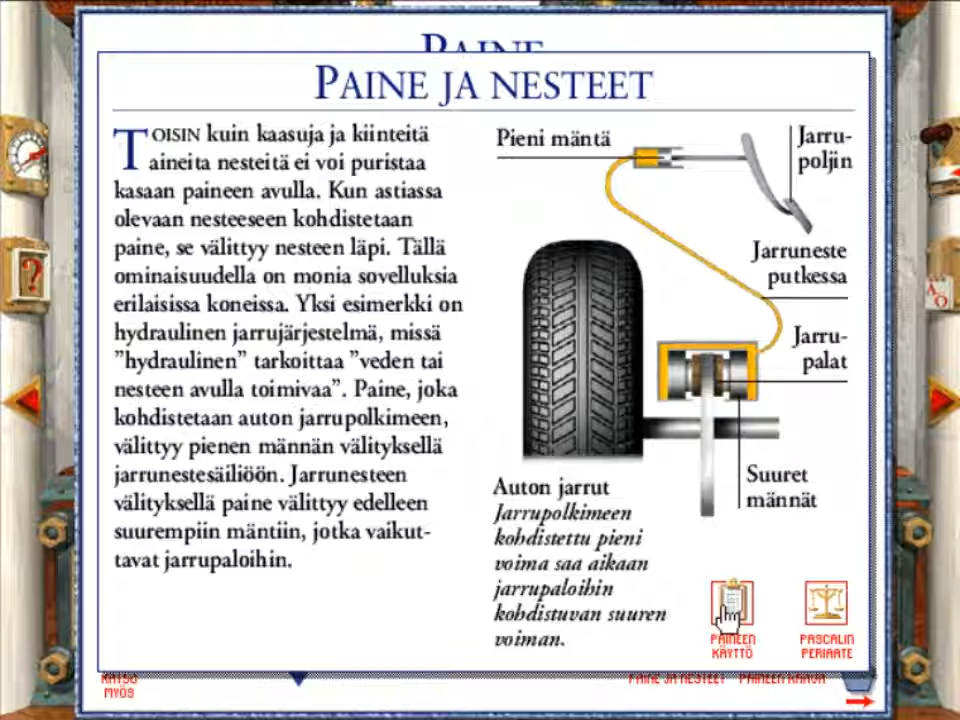 PAINE
PAINE JA NESTEET
TOISIN kuin kaasuja ja kiinteitä
aineita nesteitä ei voi puristaa
kasaan paineen avulla. Kun astiassa
olevaan nesteeseen kohdistetaan
paine, se välittyy nesteen läpi. Tällä
ominaisuudella on monia sovelluksia
erilaisissa koneissa. Yksi esimerkki on
hydraulinen jarrujärjestelmä, missä
”hydraulinen” tarkoittaa ”veden tai
nesteen avulla toimivaa”. Paine, joka
kohdistetaan auton jarrupolkimeen,
välittyy pienen männän välityksellä
jarrunestesäiliöön. Jarrunesteen
välityksellä paine välittyy edelleen
suurempiin mäntiin, jotka vaikut-
tavat jarrupaloihin.
Pieni mäntä
Jarru-
poljin
Jarruneste
putkessa
Jarru-
palat
Suuret
männät
Auton jarrut
Jarrupolkimeen
kohdistettu pieni
voima saa aikaan
jarrupaloihin
kohdistuvan suuren
voiman.
PAINEEN
KÄYTTÖ
PASCALIN
PERIAATE
KATSO
MYÖS
PAINE JA NESTEET
PAINEEN KAAVA
?
A
O